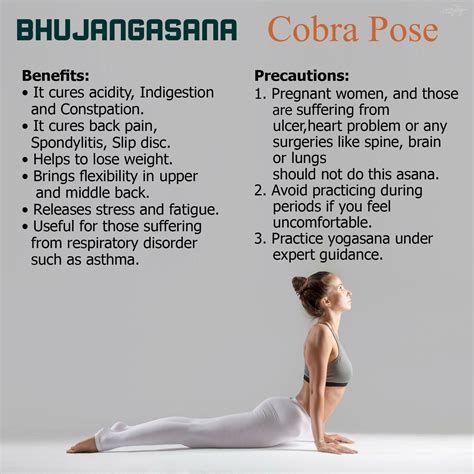 BHUJANGASANA Cobra Pose
Benefits:
• It cures acidity, Indigestion
and Constpation.
• It cures back pain,
Spondylitis, Slip disc.
• Helps to lose weight.
• Brings flexibility in upper
and middle back.
• Releases stress and fatigue.
• Useful for those suffering
from respiratory disorder
such as asthma.
Precautions:
1. Pregnant women, and those
are suffering from
ulcer,heart problem or any
surgeries like spine, brain
or lungs
should not do this asana.
2. Avoid practicing during
periods if you feel
uncomfortable.
3. Practice yogasana under
expert guidance.